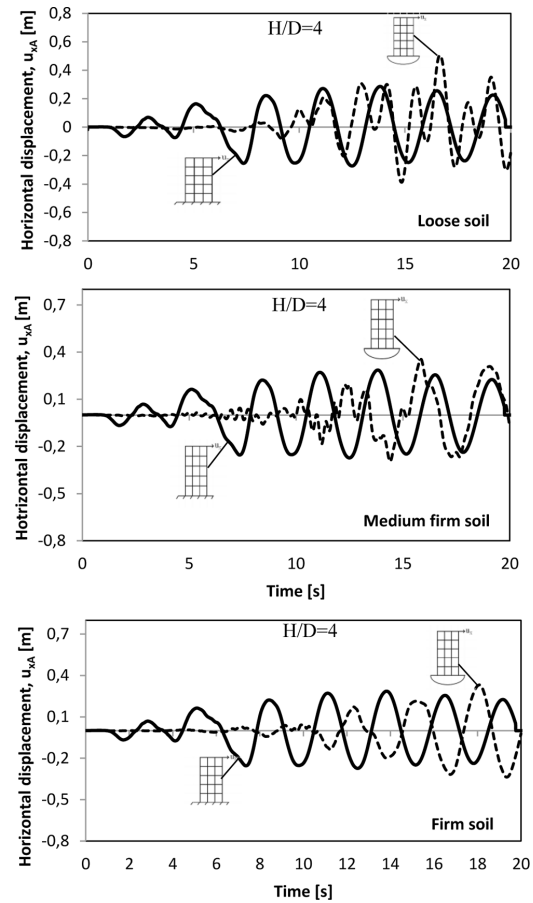 H/D=4
Horizontal displacement, uxA [m]
0,8
0,6
0,4
0,2
0
-0,2
-0,4
-0,6
-0,8
Loose soil
0 5 10 15 20
H/D=4
Hotrizontal displacement, uxA [m]
0,7
0,4
0,1
-0,2
-0,5
-0,8
Medium firm soil
0 5 10 15 20
Time [s]
H/D=4
Horizontal displacement, uxA [m]
0,7
0,4
0,1
-0,2
-0,5
-0,8
Firm soil
0 2 4 6 8 10 12 14 16 18 20
Time [s]